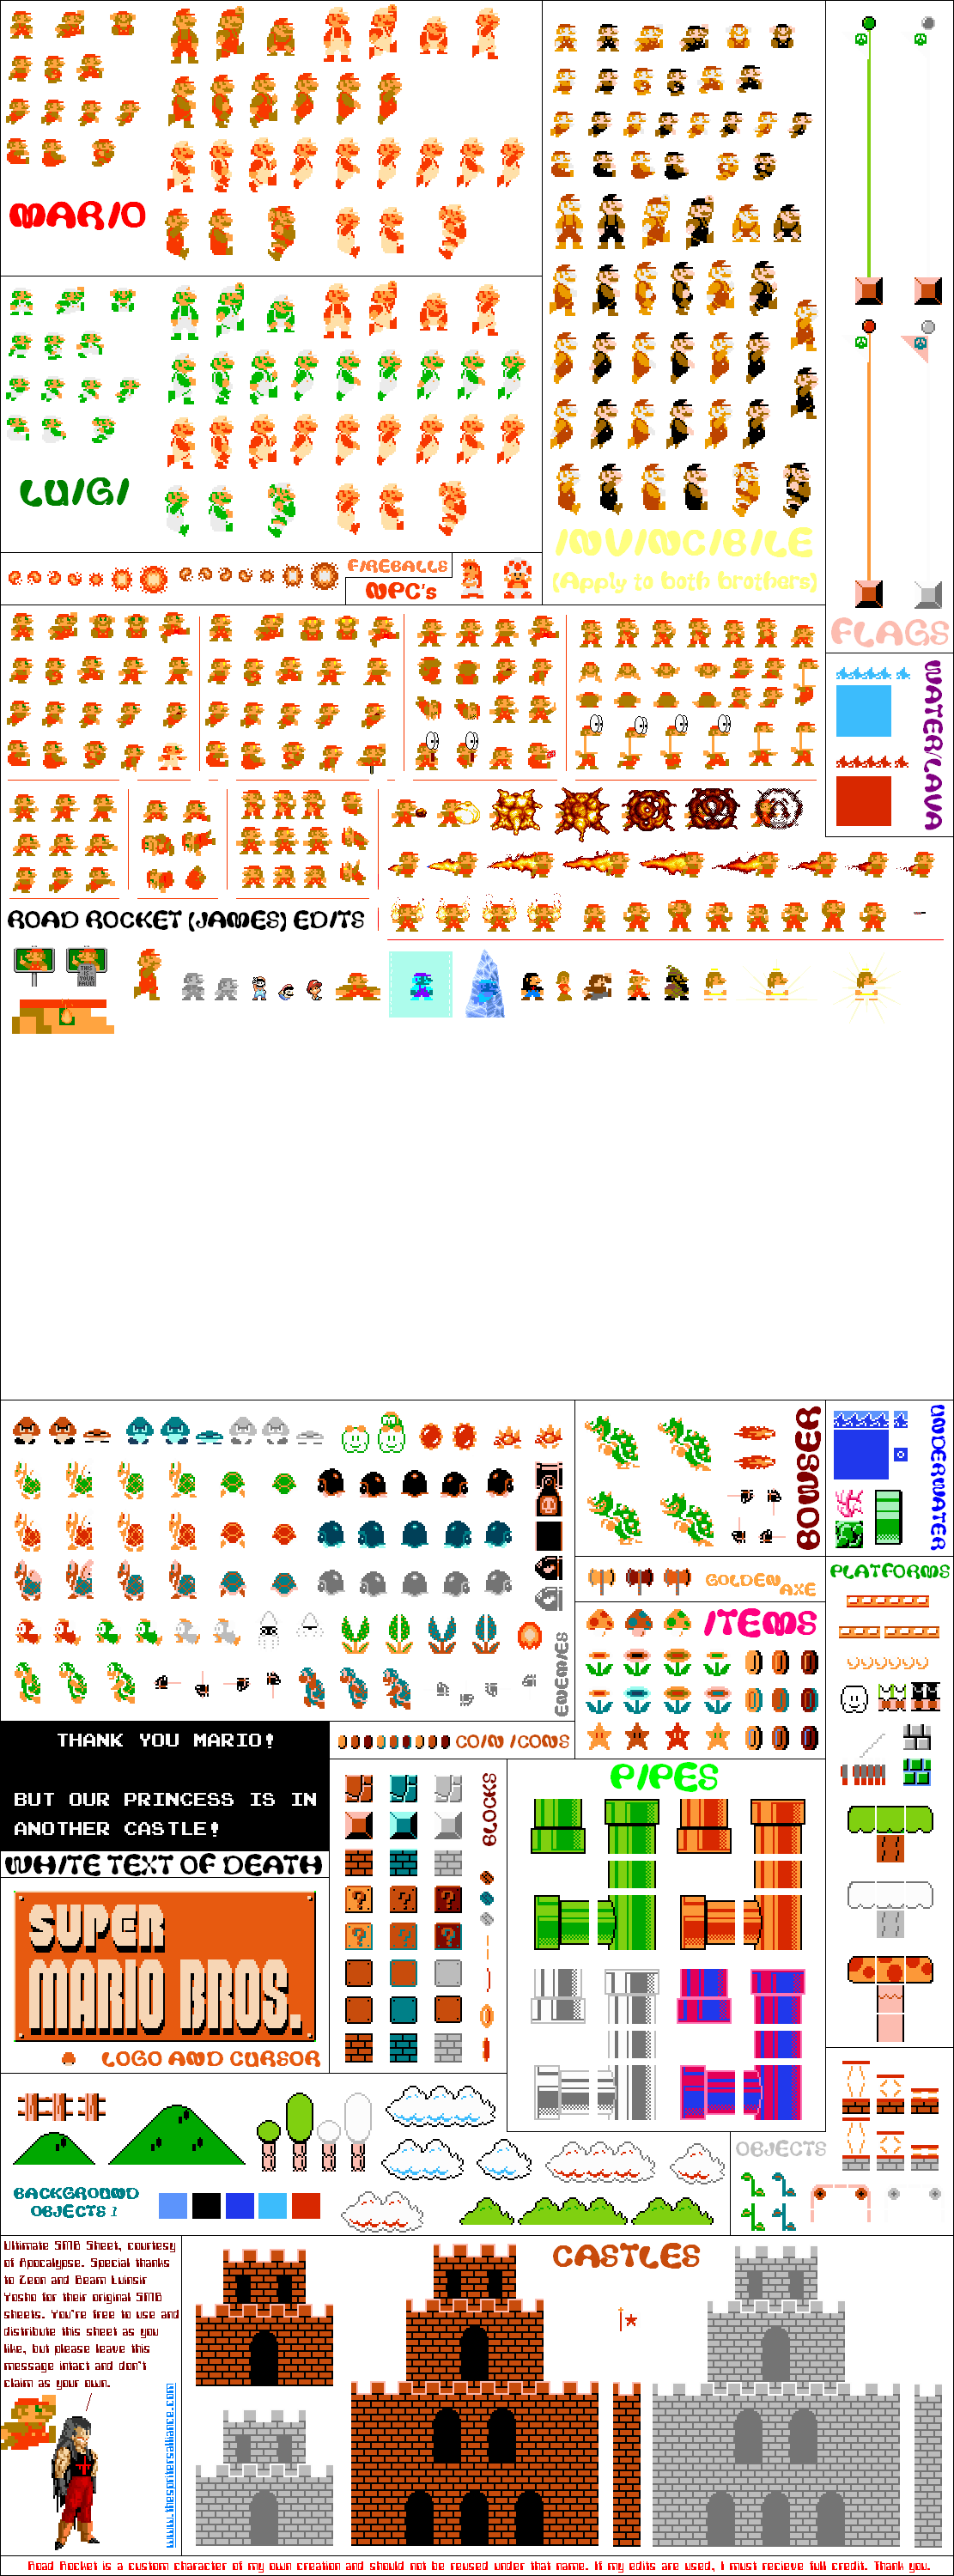 MARIO
LUIGI
INVINCIBILE
(Apply to both brothers)
FIREBALLS
NPC's
FLAGS
WATER/LAVA
ROAD ROCKET (JAMES) EDITS
THIS
IS
YOUR
FAULT
BOWSER
UNDERWATER
GOLDEN
AXE
PLATFORMS
ITEMS
ENEMIES
THANK YOU MARIO!
BUT OUR PRINCESS IS IN
ANOTHER CASTLE!
WHITE TEXT OF DEATH
COIN ICONS
BLOCKS
PIPES
SUPER
MARIO BROS.
LOGO AND CURSOR
BACKGROUND
OBJECTS !
OBJECTS
CASTLES
Ultimate SMB Sheet, courtesy
of Apocalypse. Special thanks
to Zeon and Beam Luinsir
Yosho for their original SMB
sheets. You're free to use and
distribute this sheet as you
like, but please leave this
message intact and don't
claim as your own.
www.thespritersalliance.com
Road Rocket is a custom character of my own creation and should not be reused under that name. If my edits are used, I must recieve full credit. Thank you.